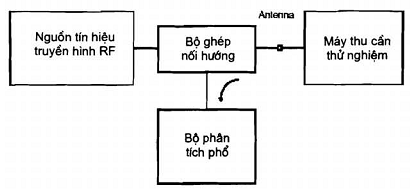 Nguồn tín hiệu
truyền hình RF
Bộ ghép
nối hướng
Antenna
Máy thu cần
thử nghiệm
Bộ phân
tích phổ